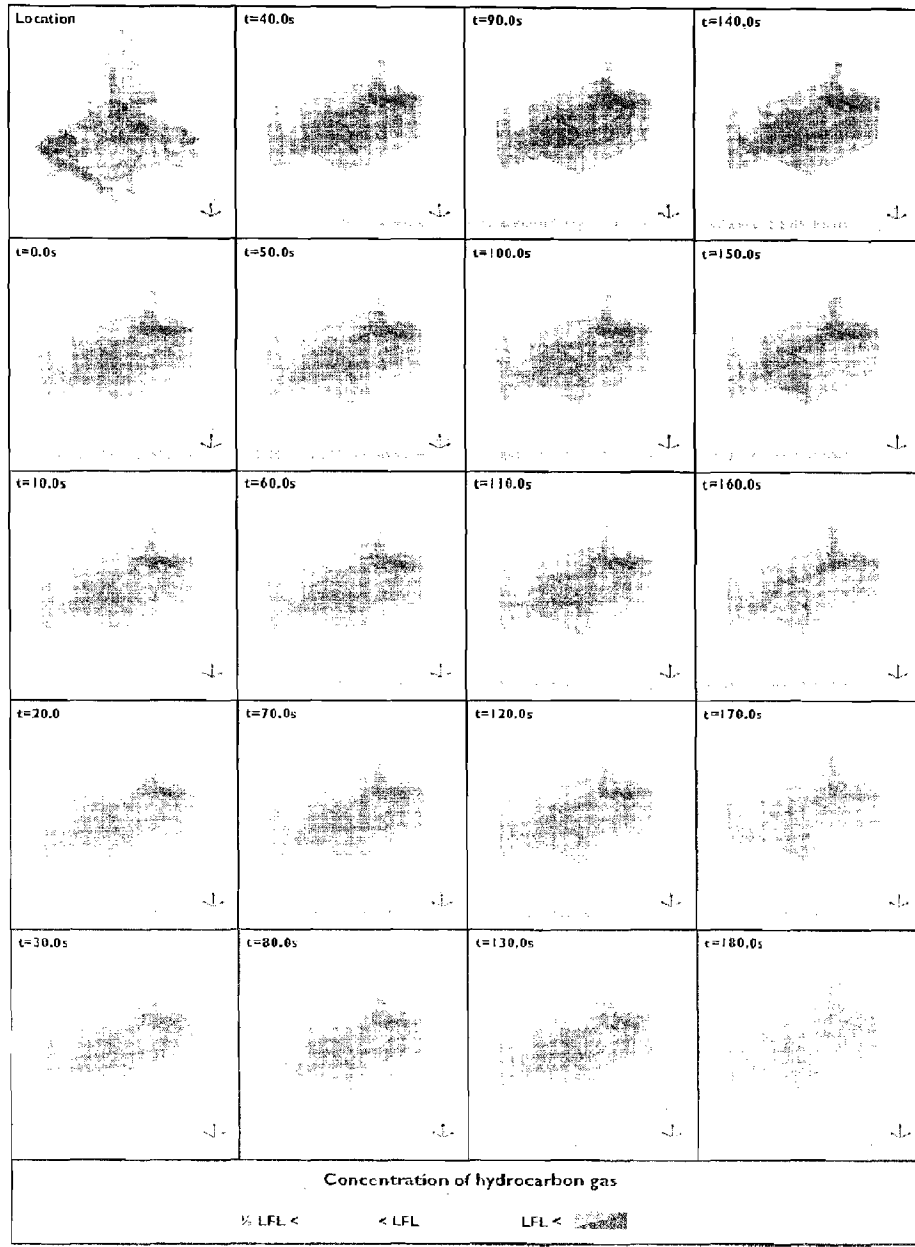 Location
t=40.0s
t=90.0s
t=140.0s
t=0.0s
t=50.0s
t=100.0s
t=150.0s
t=10.0s
t=60.0s
t=110.0s
t=160.0s
t=20.0
t=70.0s
t=120.0s
t=170.0s
t=30.0s
t=80.0s
t=130.0s
t=180.0s
Concentration of hydrocarbon gas
½ LFL < < LFL LFL <